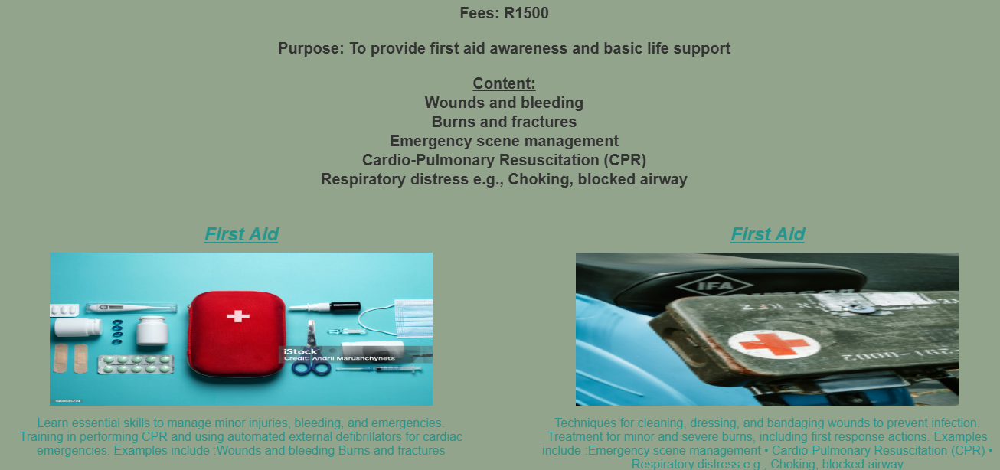 Fees: R1500
Purpose: To provide first aid awareness and basic life support
Content:
Wounds and bleeding
Burns and fractures
Emergency scene management
Cardio-Pulmonary Resuscitation (CPR)
Respiratory distress e.g., Choking, blocked airway
First Aid
iStock
Credit: Andrii Marushchynets
Learn essential skills to manage minor injuries, bleeding, and emergencies.
Training in performing CPR and using automated external defibrillators for cardiac
emergencies. Examples include :Wounds and bleeding Burns and fractures
First Aid
IFA
Techniques for cleaning, dressing, and bandaging wounds to prevent infection.
Treatment for minor and severe burns, including first response actions. Examples
include :Emergency scene management • Cardio-Pulmonary Resuscitation (CPR) •
Respiratory distress e.g., Choking, blocked airway